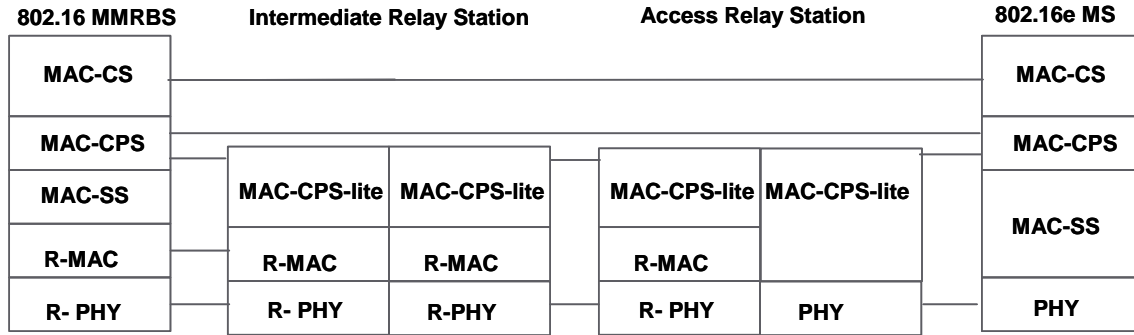 802.16 MMRBS Intermediate Relay Station Access Relay Station 802.16e MS
MAC-CS MAC-CS
MAC-CPS MAC-CPS
MAC-SS MAC-CPS-lite MAC-CPS-lite MAC-CPS-lite MAC-CPS-lite
MAC-SS
R-MAC R-MAC R-MAC R-MAC
R- PHY R- PHY R-PHY R- PHY PHY PHY